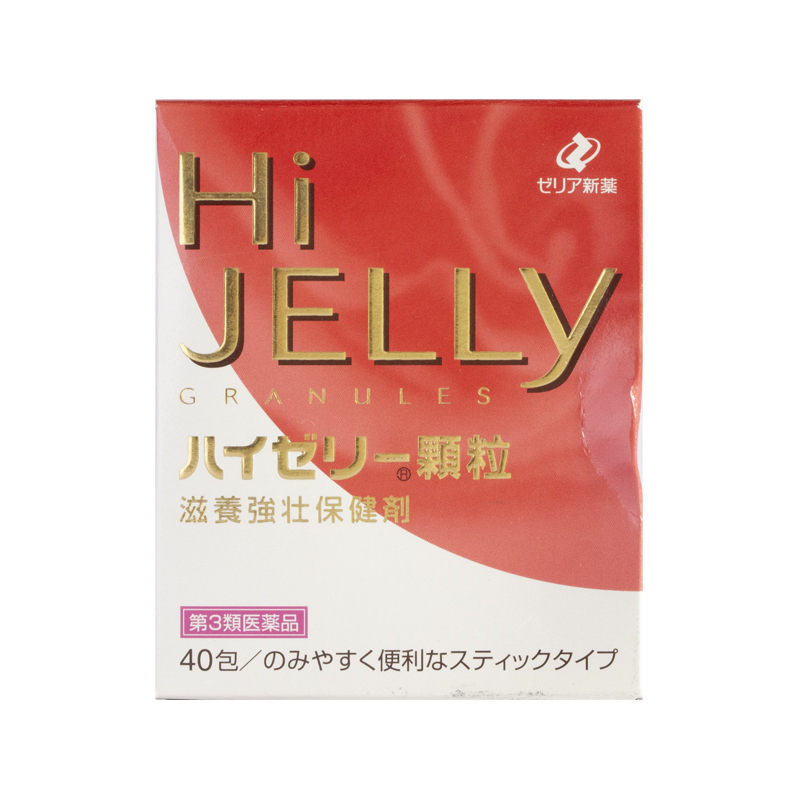 Hi
ゼリア新薬
JELLY
GRANULES
ハイゼリー顆粒
滋養強壮保健剤
第3類医薬品
40包/のみやすく便利なスティックタイプ